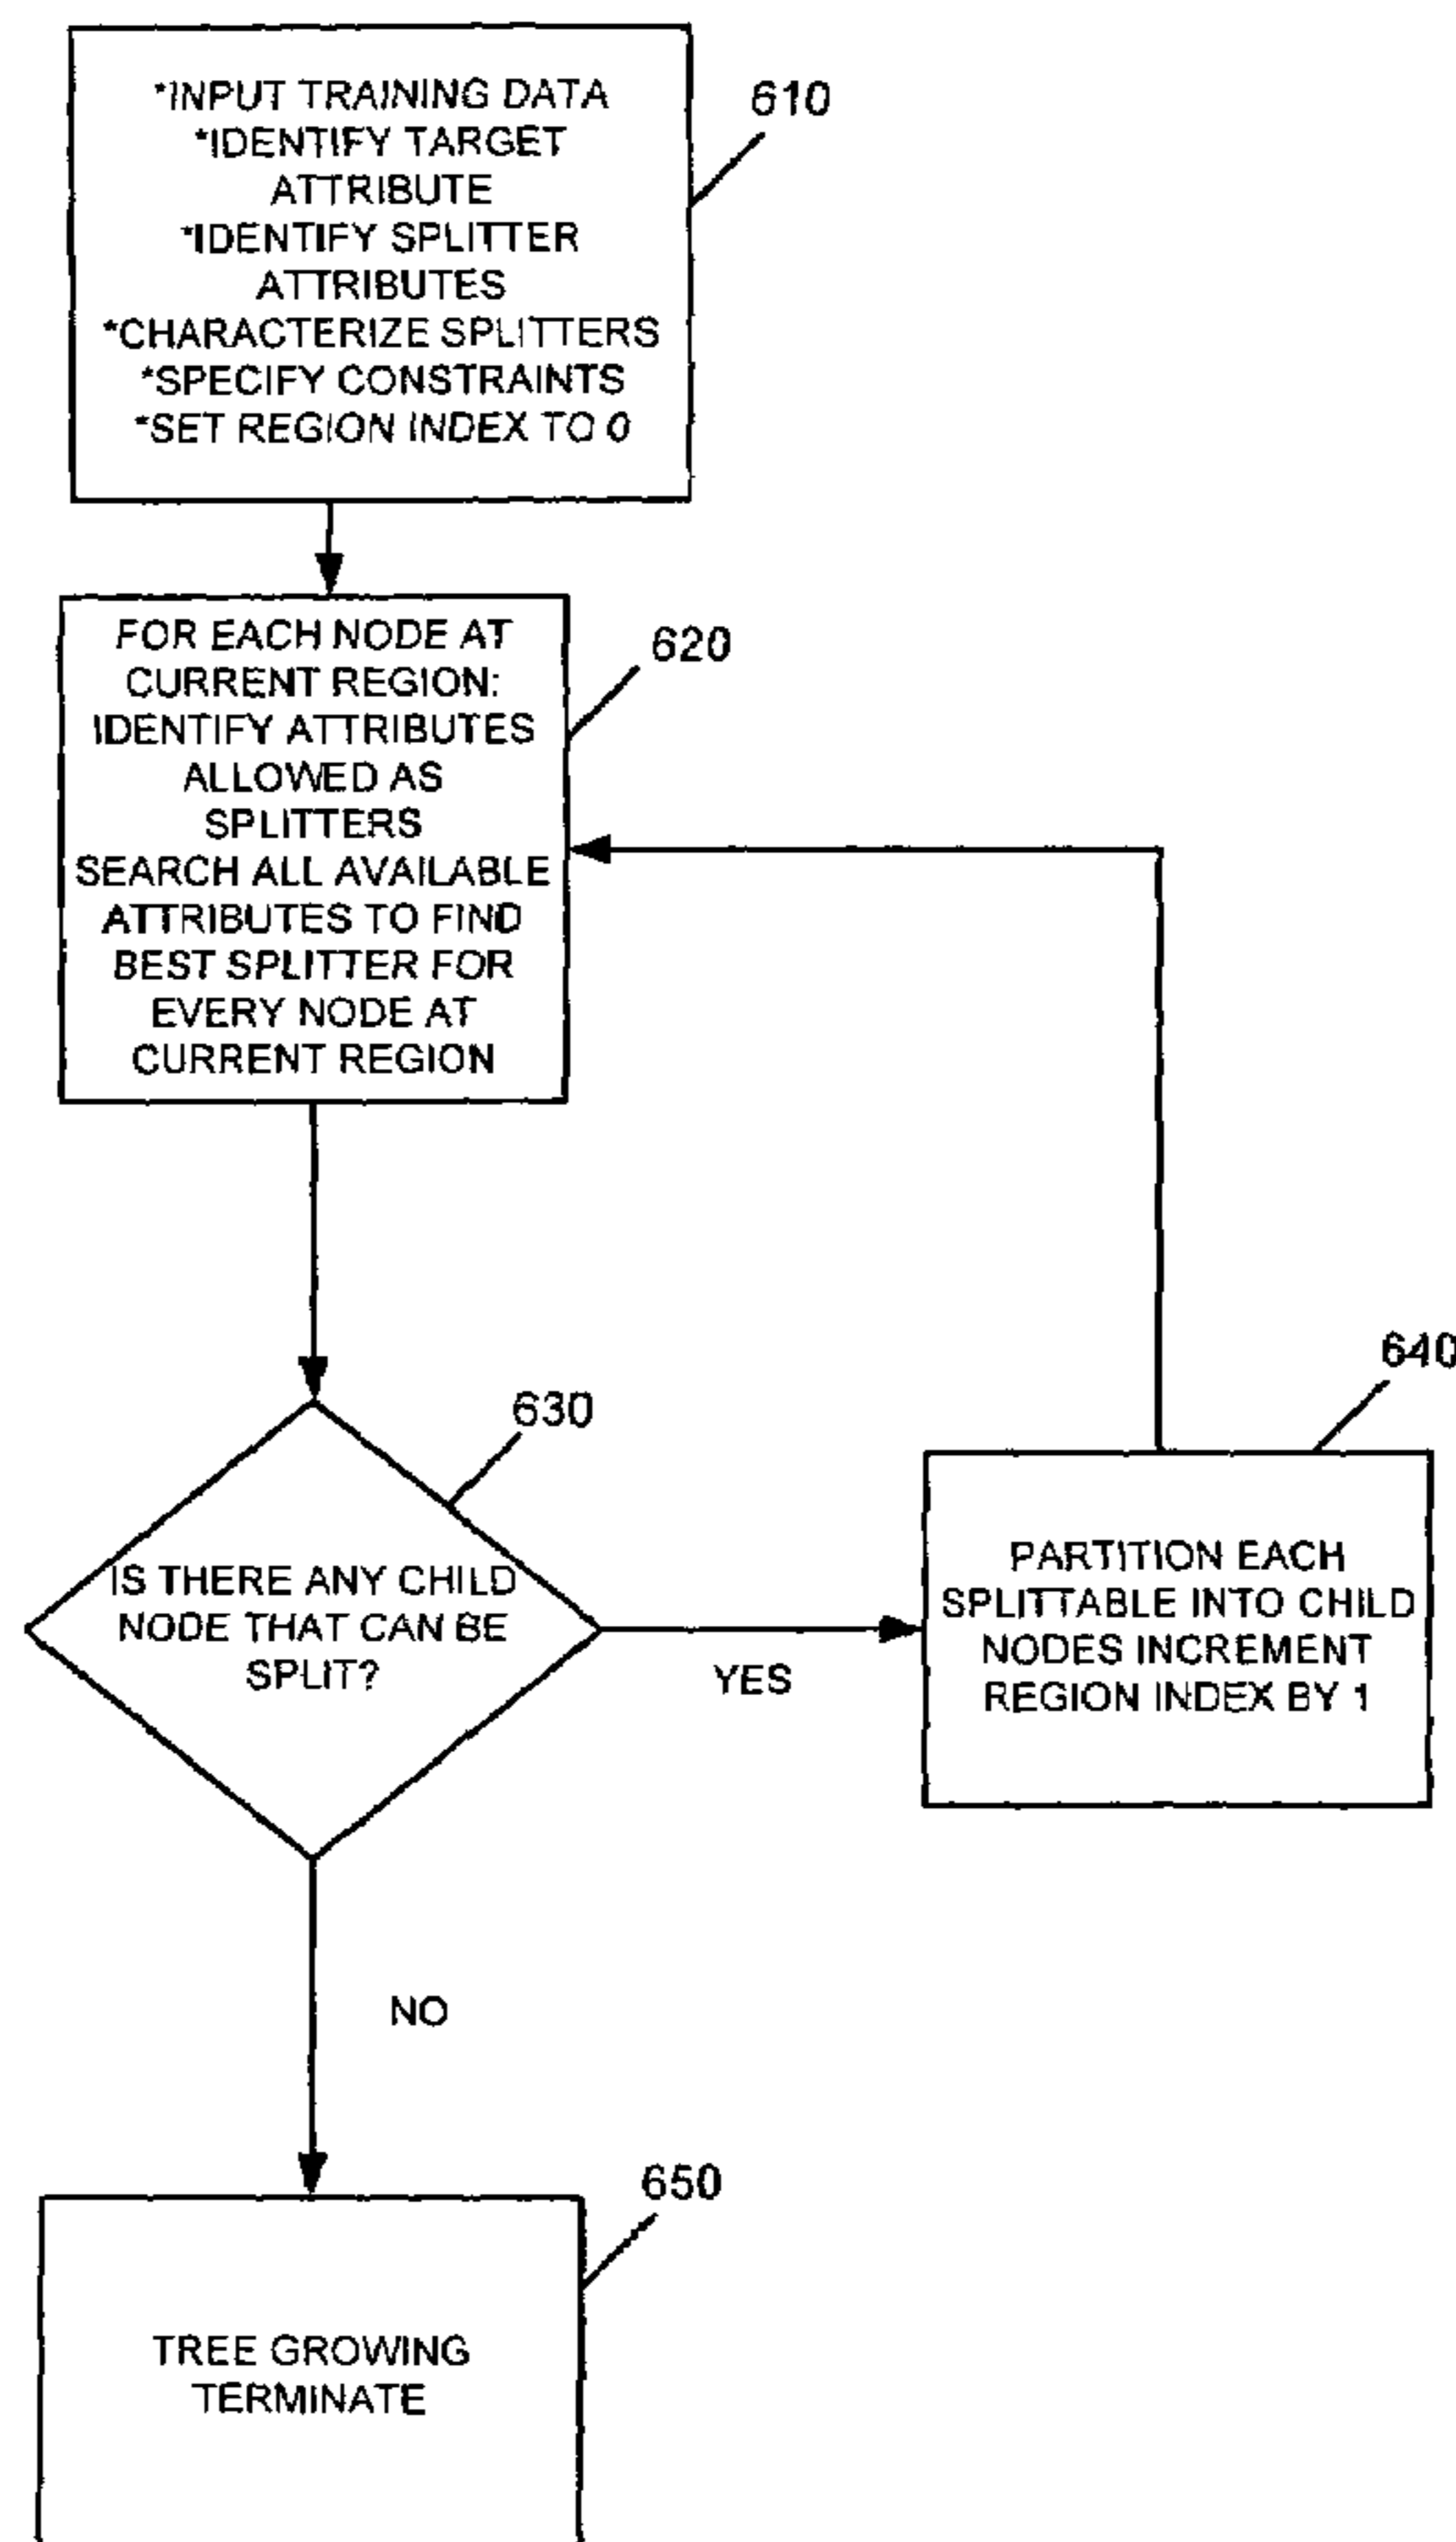 *INPUT TRAINING DATA
*IDENTIFY TARGET
ATTRIBUTE
*IDENTIFY SPLITTER
ATTRIBUTES
*CHARACTERIZE SPLITTERS
*SPECIFY CONSTRAINTS
*SET REGION INDEX TO 0
610
FOR EACH NODE AT
CURRENT REGION:
IDENTIFY ATTRIBUTES
ALLOWED AS
SPLITTERS
SEARCH ALL AVAILABLE
ATTRIBUTES TO FIND
BEST SPLITTER FOR
EVERY NODE AT
CURRENT REGION
620
IS THERE ANY CHILD
NODE THAT CAN BE
SPLIT?
630
YES
PARTITION EACH
SPLITTABLE INTO CHILD
NODES INCREMENT
REGION INDEX BY 1
640
NO
TREE GROWING
TERMINATE
650